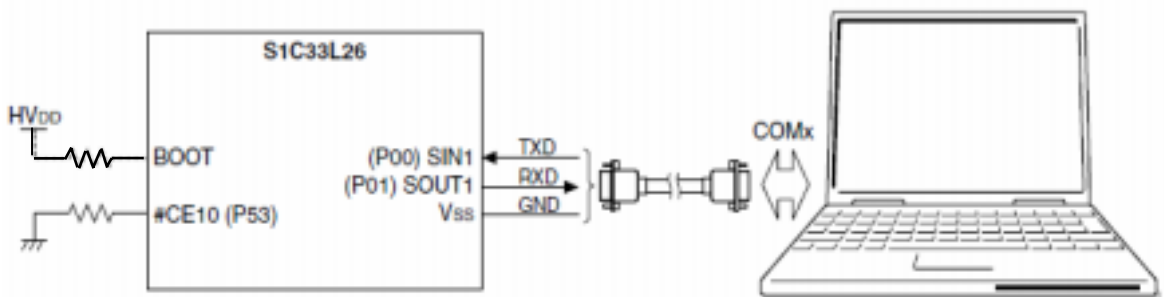 S1C33L26
HVDD
BOOT
#CE10 (P53)
(P00) SIN1
(P01) SOUT1
VSS
TXD
RXD
GND
COMx